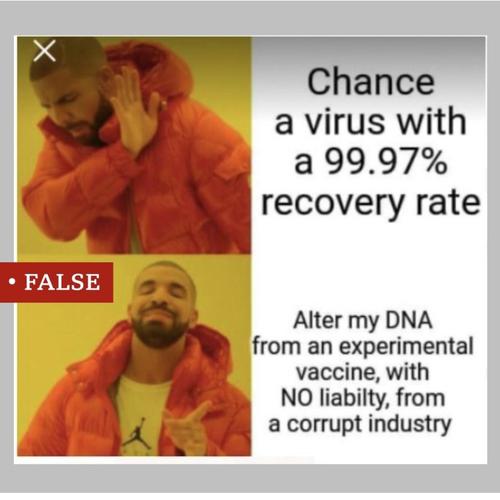 Chance
a virus with
a 99.97%
recovery rate
• FALSE
Alter my DNA
from an experimental
vaccine, with
NO liabilty, from
a corrupt industry